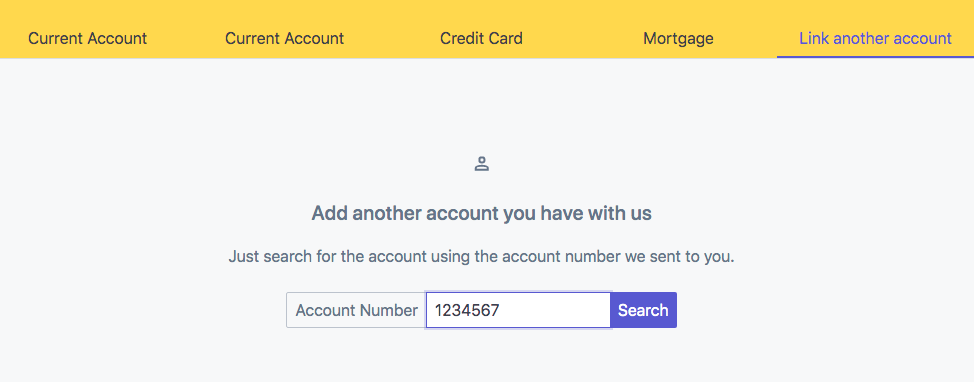 Current Account Current Account Credit Card Mortgage Link another account
Add another account you have with us
Just search for the account using the account number we sent to you.
Account Number 1234567 Search